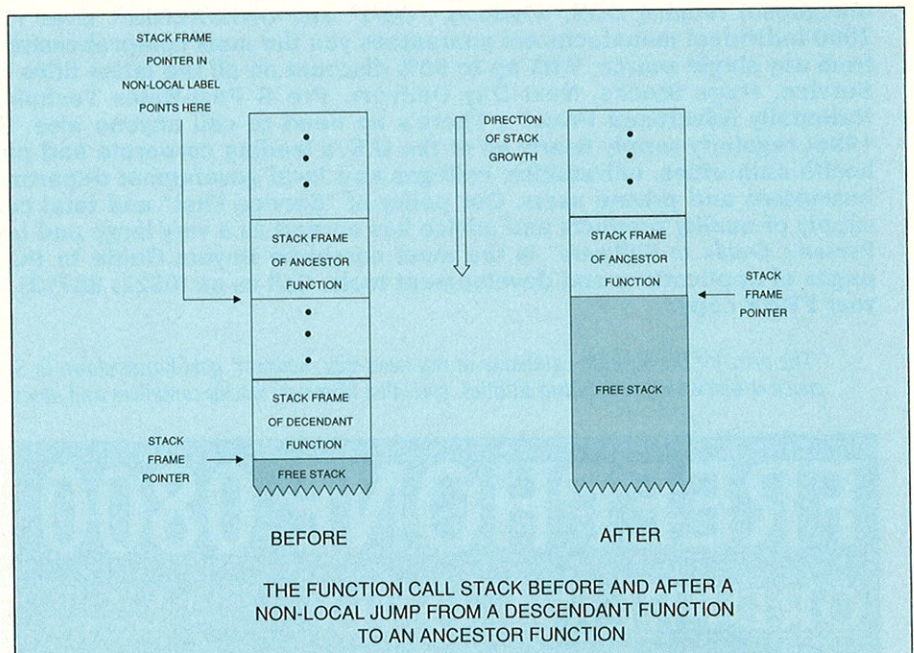 STACK FRAME
POINTER IN
NON-LOCAL LABEL
POINTS HERE
DIRECTION
OF STACK
GROWTH
STACK FRAME
OF ANCESTOR
FUNCTION
STACK FRAME
OF DECENDANT
FUNCTION
STACK
FRAME
POINTER
FREE STACK
BEFORE
STACK FRAME
OF ANCESTOR
FUNCTION
STACK
FRAME
POINTER
FREE STACK
AFTER
THE FUNCTION CALL STACK BEFORE AND AFTER A
NON-LOCAL JUMP FROM A DESCENDANT FUNCTION
TO AN ANCESTOR FUNCTION